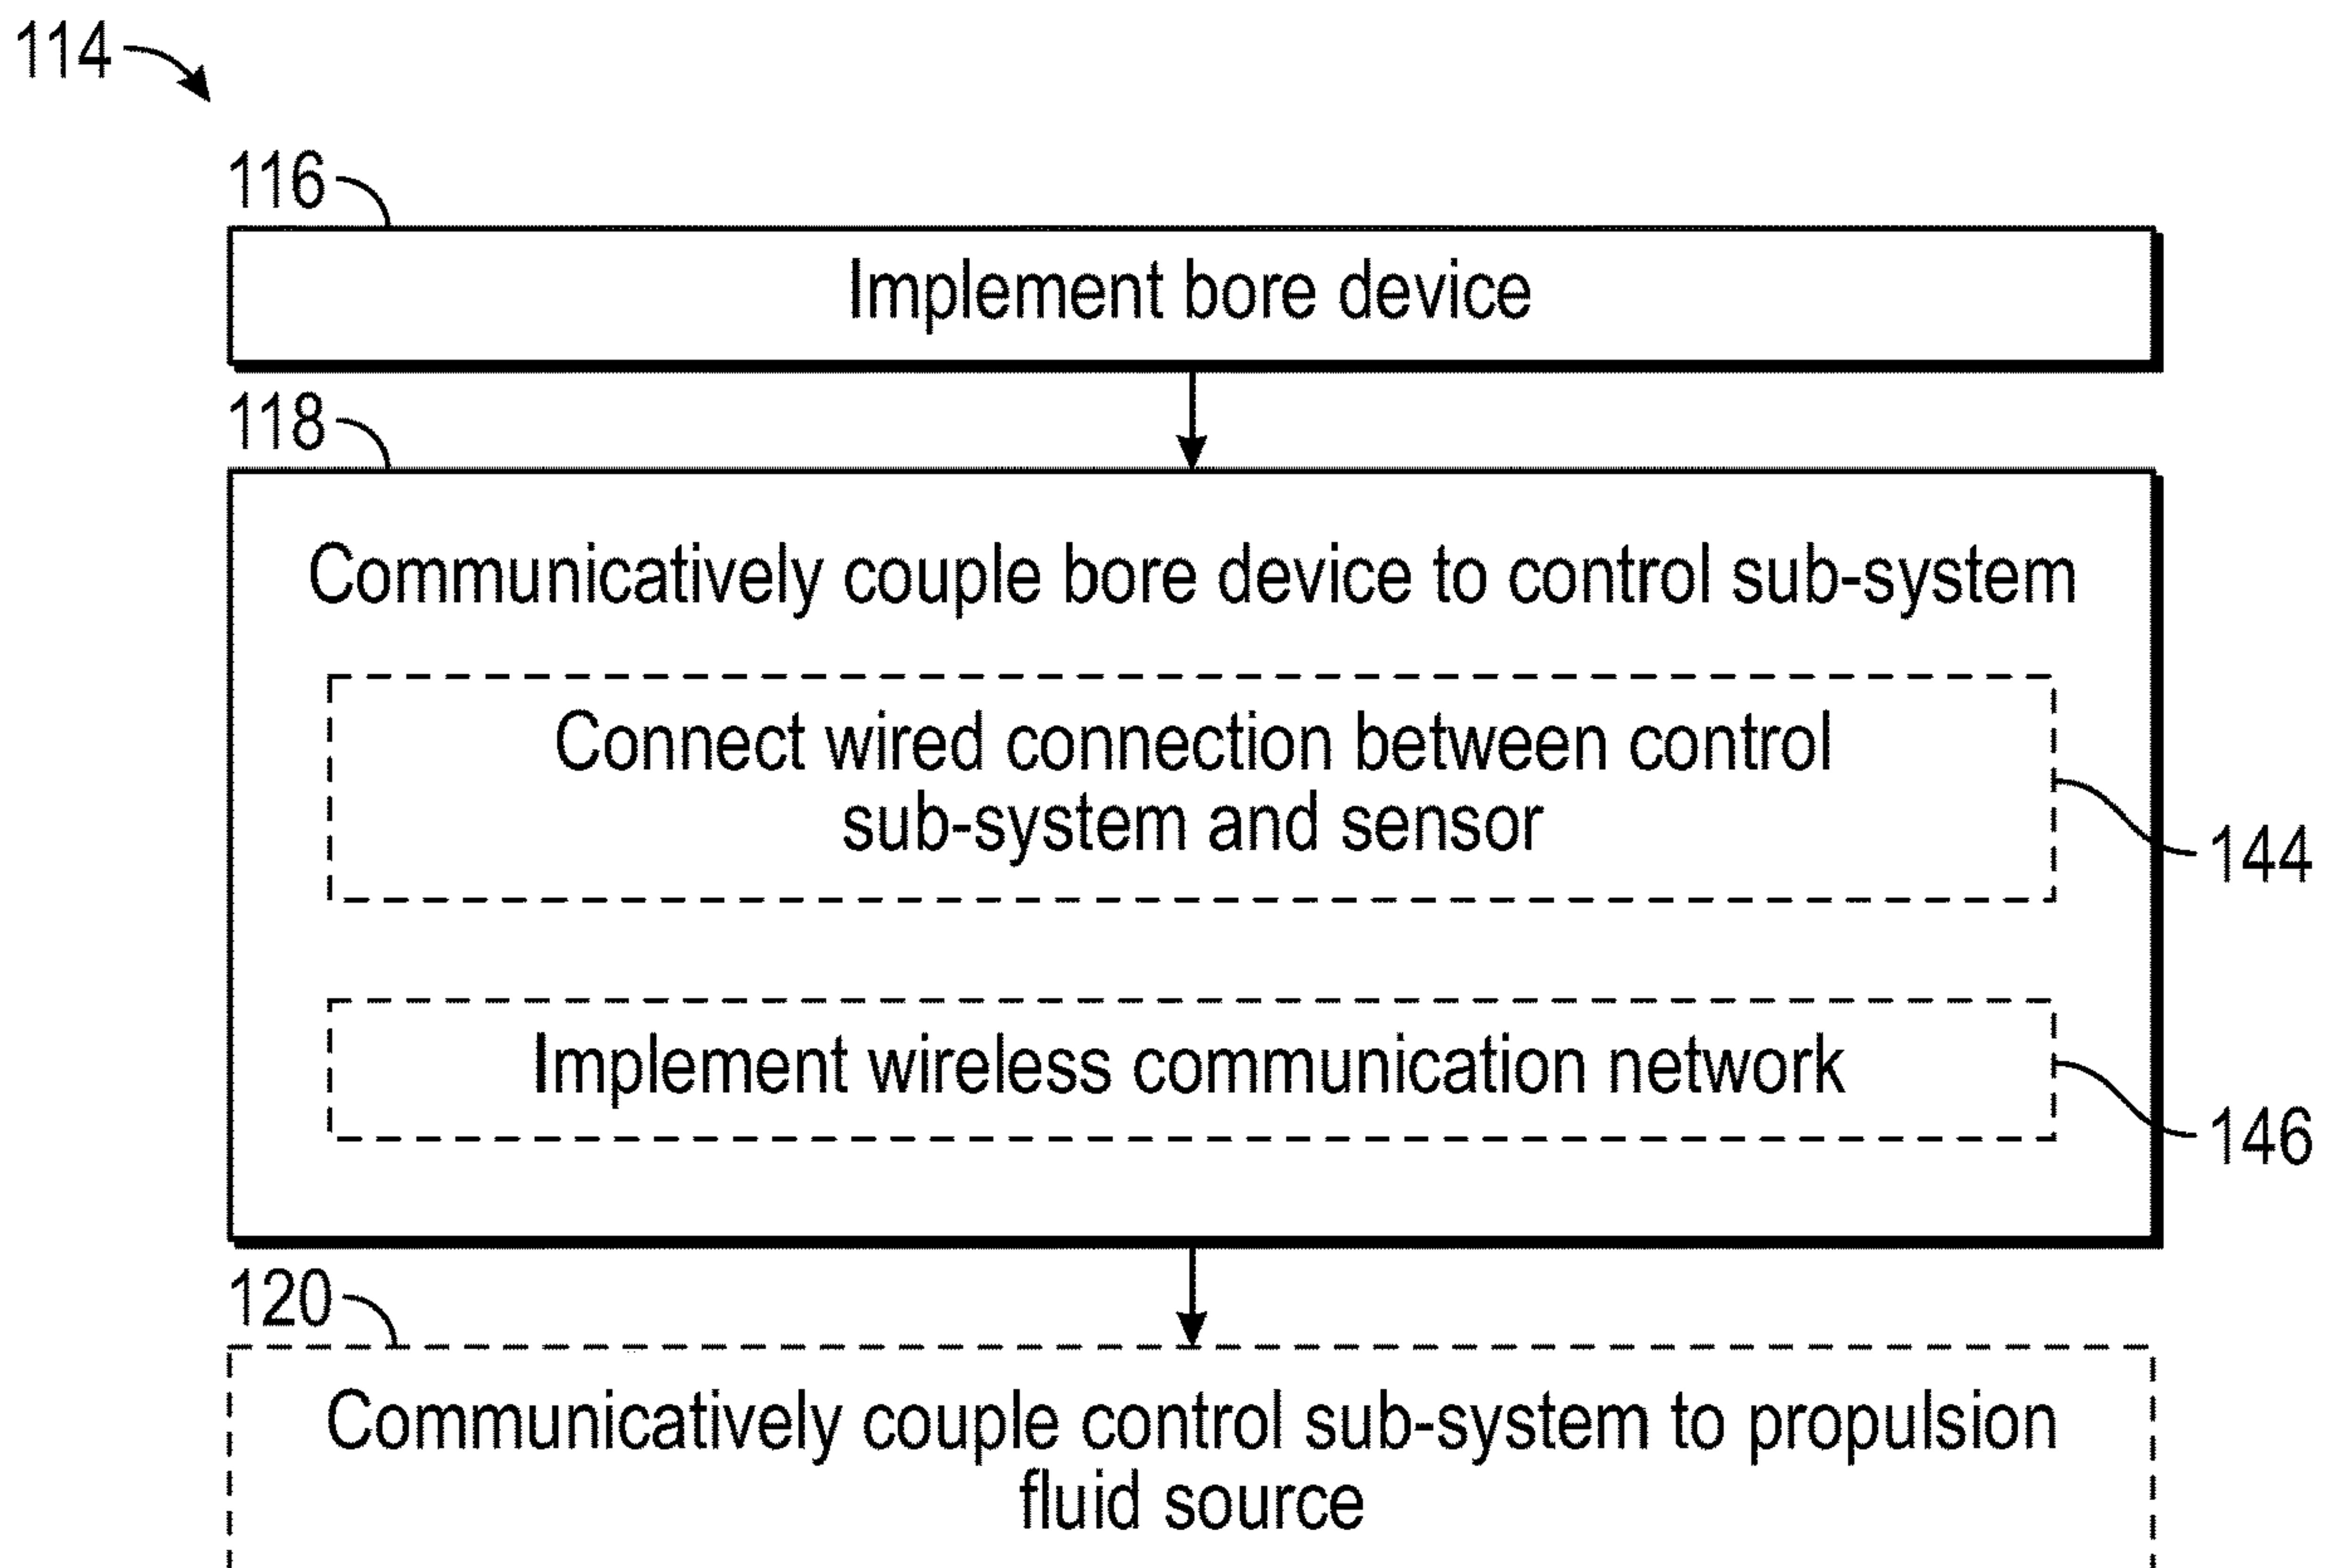 114
116
Implement bore device
118
Communicatively couple bore device to control sub-system
Connect wired connection between control
sub-system and sensor
144
Implement wireless communication network
146
120
Communicatively couple control sub-system to propulsion
fluid source